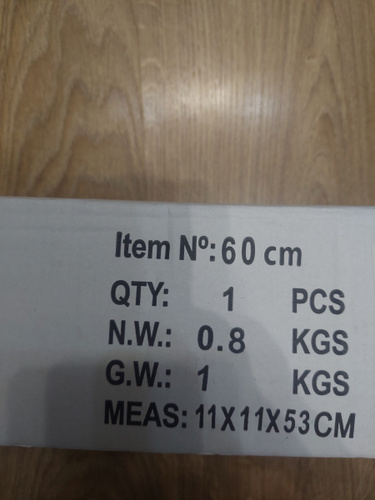 Item Nº: 60 cm
QTY: 1 PCS
N.W.: 0.8 KGS
G.W.: 1 KGS
MEAS: 11X11X53CM